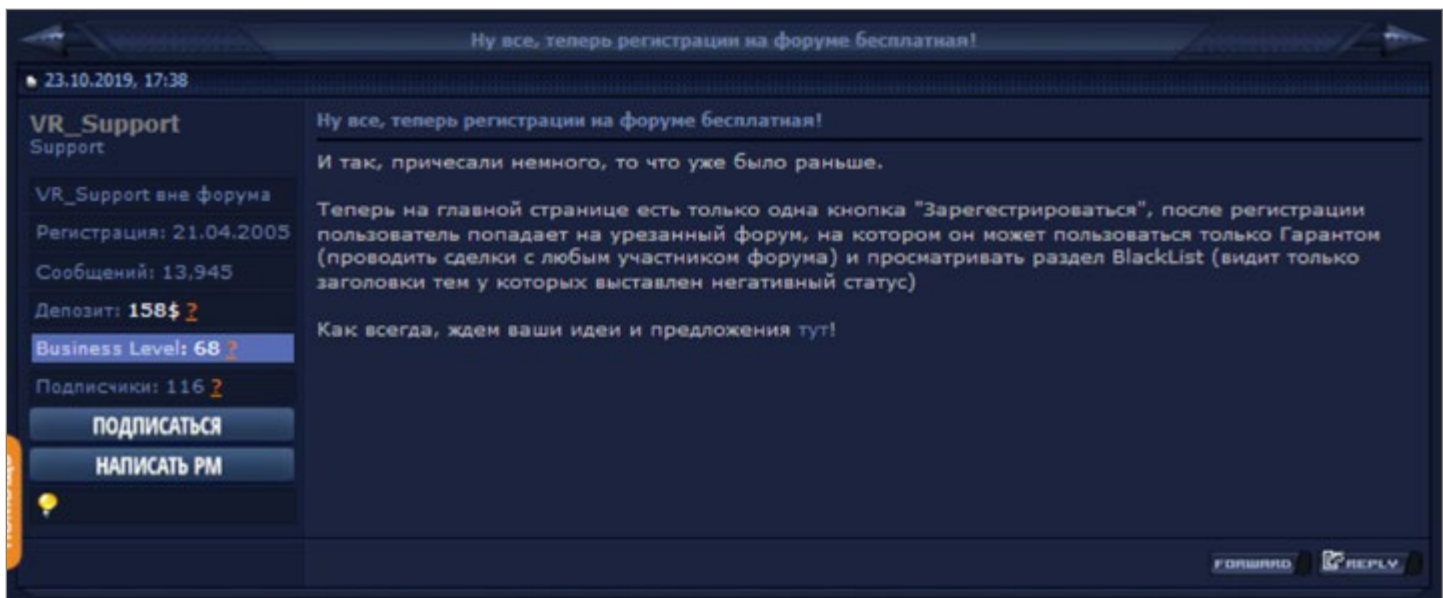 Ну все, теперь регистрации на форуме бесплатная!
23.10.2019, 17:38
VR_Support
Support
VR_Support вне форума
Регистрация: 21.04.2005
Сообщений: 13,945
Депозит: 158$ ?
Business Level: 68 ?
Подписчики: 116 ?
ПОДПИСАТЬСЯ
НАПИСАТЬ PM
Ну все, теперь регистрации на форуме бесплатная!
И так, причесали немного, то что уже было раньше.
Теперь на главной странице есть только одна кнопка "Зарегестрироваться", после регистрации
пользователь попадает на урезанный форум, на котором он может пользоваться только Гарантом
(проводить сделки с любым участником форума) и просматривать раздел BlackList (видит только
заголовки тем у которых выставлен негативный статус)
Как всегда, ждем ваши идеи и предложения тут!
FORWARD
REPLY